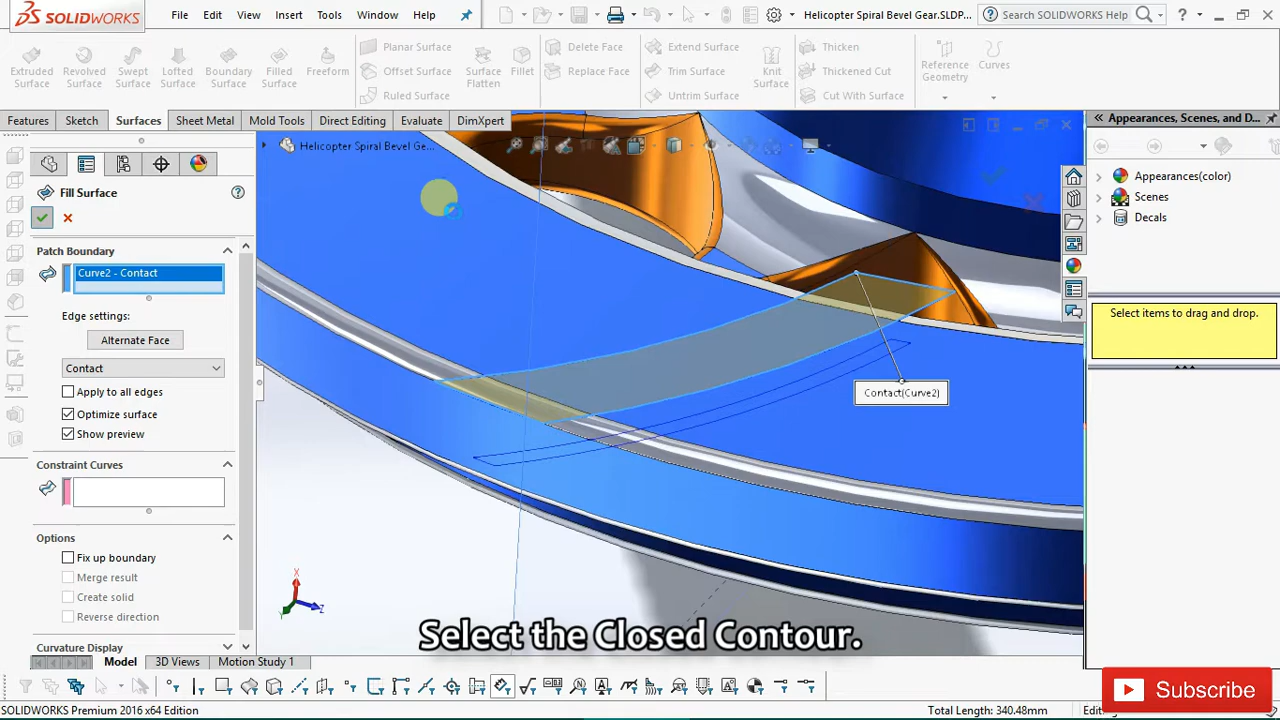 SOLIDWORKS
File Edit View Insert Tools Window Help
Helicopter Spiral Bevel Gear.SLDP...
Search SOLIDWORKS Help
Extruded Surface
Revolved Surface
Swept Surface
Lofted Surface
Boundary Surface
Filled Surface
Freeform
Planar Surface
Offset Surface
Ruled Surface
Surface Flatten
Fillet
Delete Face
Replace Face
Extend Surface
Trim Surface
Untrim Surface
Knit Surface
Thicken
Thickened Cut
Cut With Surface
Reference Geometry
Curves
Features Sketch Surfaces Sheet Metal Mold Tools Direct Editing Evaluate DimXpert
Appearances, Scenes, and D...
Helicopter Spiral Bevel Ge...
Fill Surface
Patch Boundary
Curve2 - Contact
Edge settings:
Alternate Face
Contact
Apply to all edges
Optimize surface
Show preview
Constraint Curves
Options
Fix up boundary
Merge result
Create solid
Reverse direction
Curvature Display
Appearances(color)
Scenes
Decals
Select items to drag and drop.
Contact(Curve2)
X
Y
Z
Select the Closed Contour.
Model 3D Views Motion Study 1
Subscribe
SOLIDWORKS Premium 2016 x64 Edition
Total Length: 340.48mm